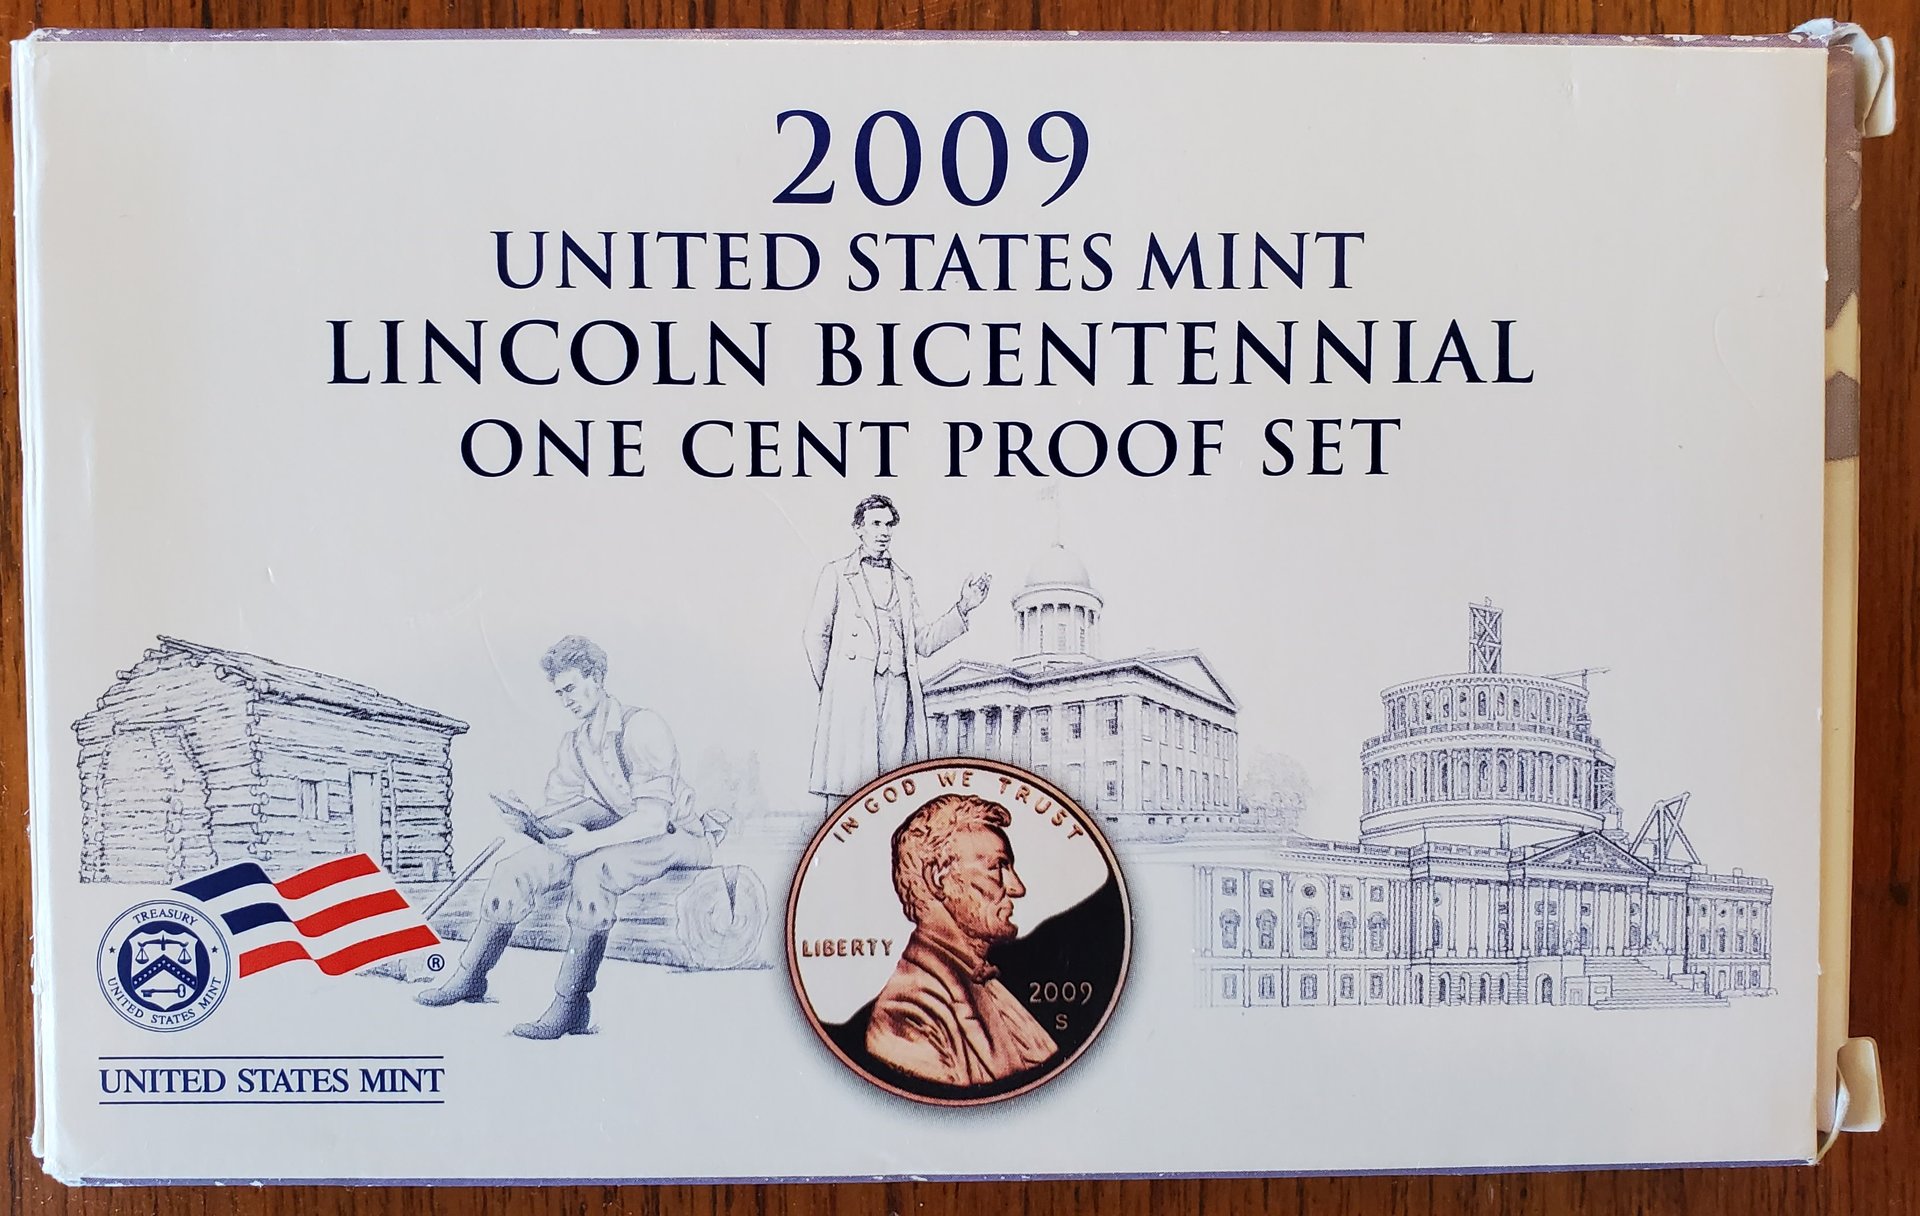 2009
UNITED STATES MINT
LINCOLN BICENTENNIAL
ONE CENT PROOF SET
IN GOD WE TRUST
LIBERTY
2009
S
TREASURY
UNITED STATES MINT
®
UNITED STATES MINT